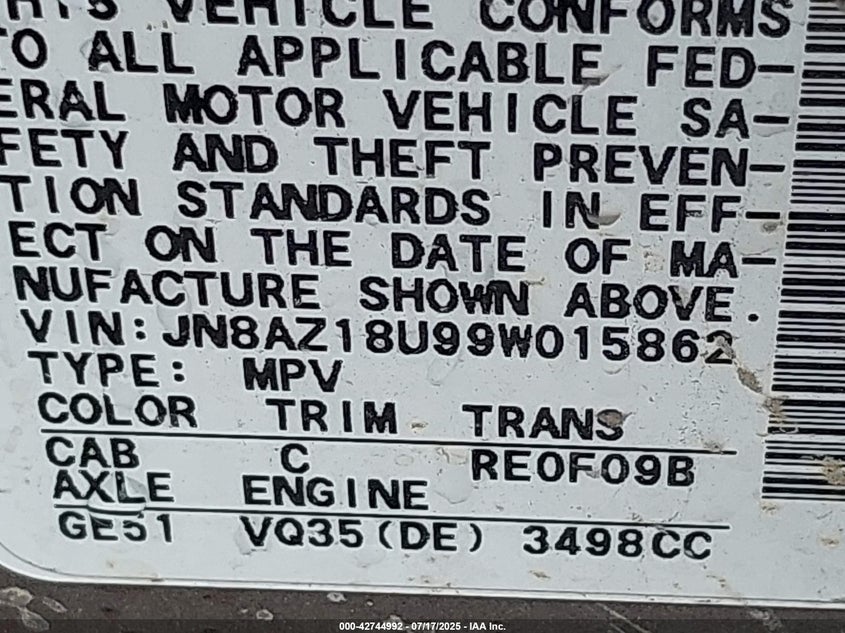 THIS VEHICLE CONFORMS
TO ALL APPLICABLE FED-
ERAL MOTOR VEHICLE SA-
FETY AND THEFT PREVEN-
TION STANDARDS IN EFF-
ECT ON THE DATE OF MA-
NUFACTURE SHOWN ABOVE.
VIN:JN8AZ18U99W015862
TYPE: MPV
COLOR TRIM TRANS
CAB C RE0F09B
AXLE ENGINE
GE51 VQ35(DE) 3498CC
000-42744992 - 07/17/2025 - IAA Inc.